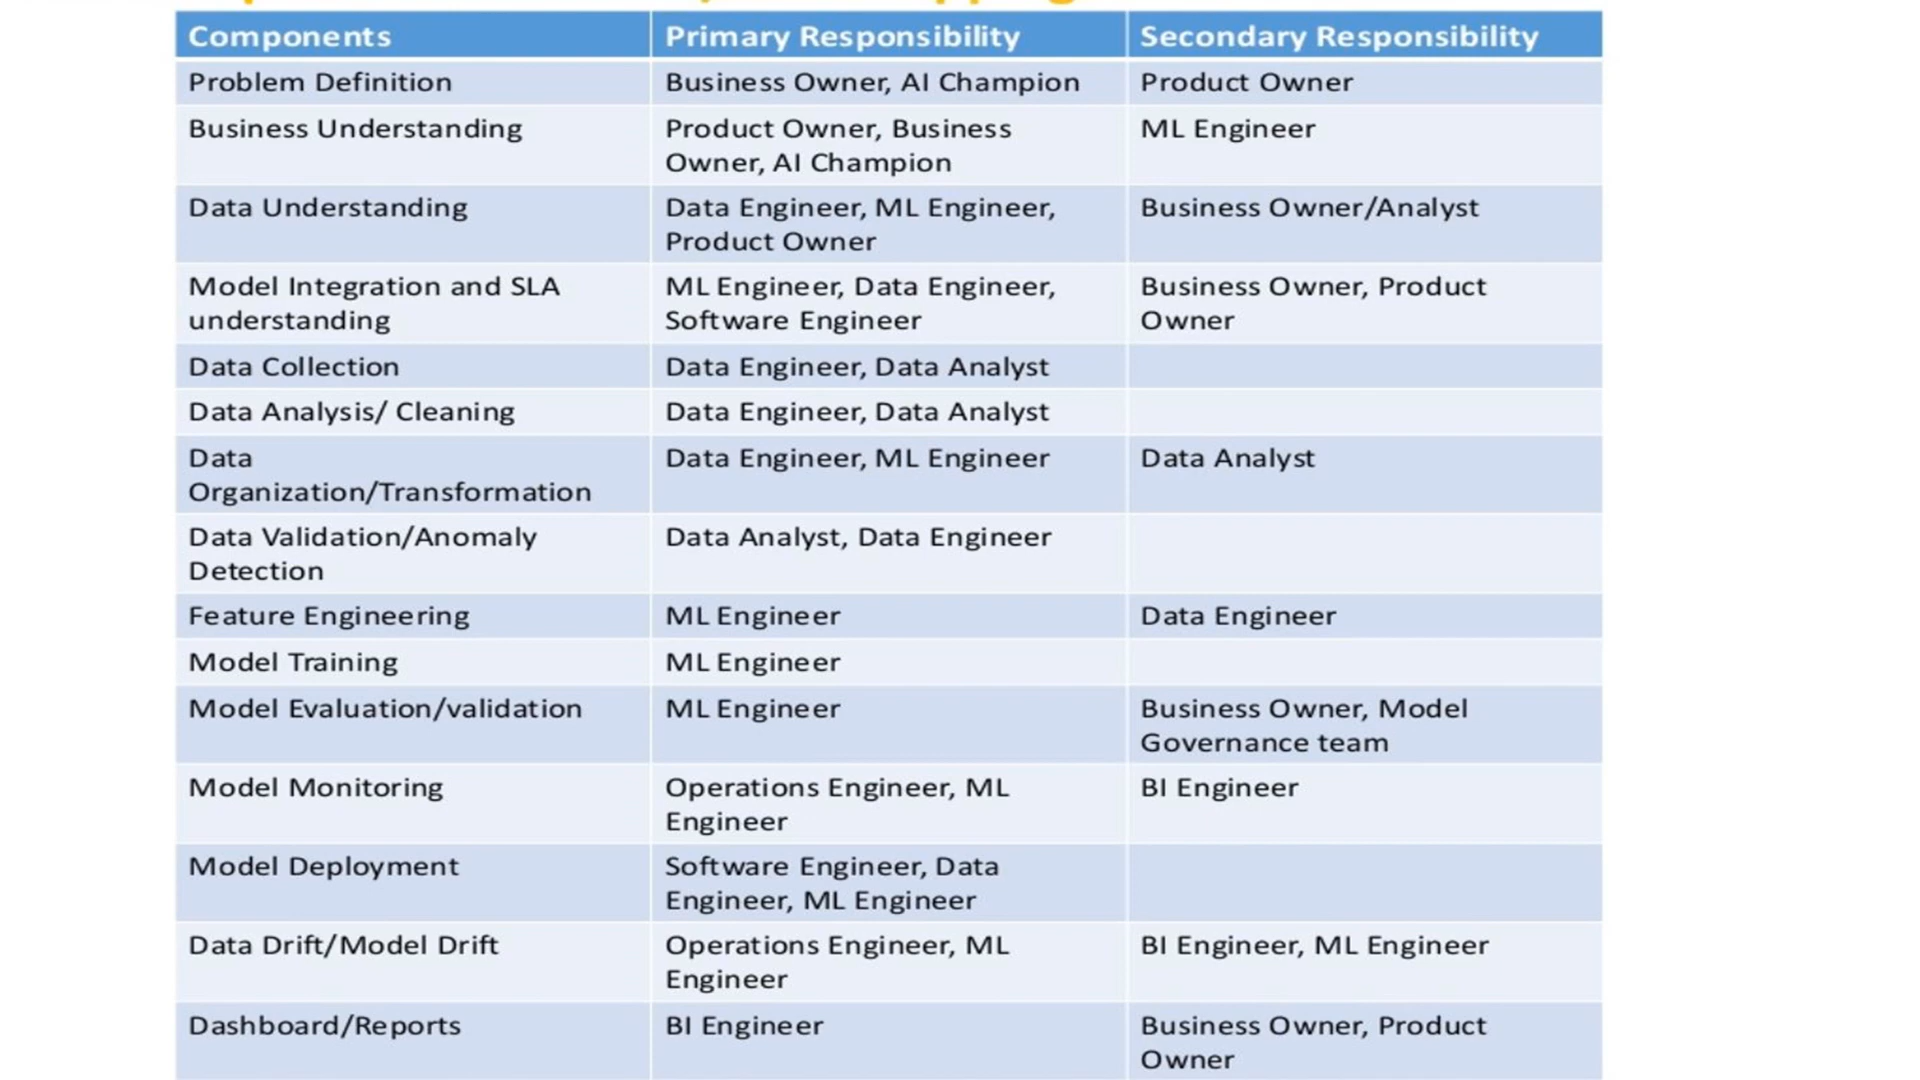 Components Primary Responsibility Secondary Responsibility
Problem Definition Business Owner, AI Champion Product Owner
Business Understanding Product Owner, Business ML Engineer
Owner, AI Champion
Data Understanding Data Engineer, ML Engineer, Business Owner/Analyst
Product Owner
Model Integration and SLA ML Engineer, Data Engineer, Business Owner, Product
understanding Software Engineer Owner
Data Collection Data Engineer, Data Analyst
Data Analysis/ Cleaning Data Engineer, Data Analyst
Data Data Engineer, ML Engineer Data Analyst
Organization/Transformation
Data Validation/Anomaly Data Analyst, Data Engineer
Detection
Feature Engineering ML Engineer Data Engineer
Model Training ML Engineer
Model Evaluation/validation ML Engineer Business Owner, Model
Governance team
Model Monitoring Operations Engineer, ML BI Engineer
Engineer
Model Deployment Software Engineer, Data
Engineer, ML Engineer
Data Drift/Model Drift Operations Engineer, ML BI Engineer, ML Engineer
Engineer
Dashboard/Reports BI Engineer Business Owner, Product
Owner